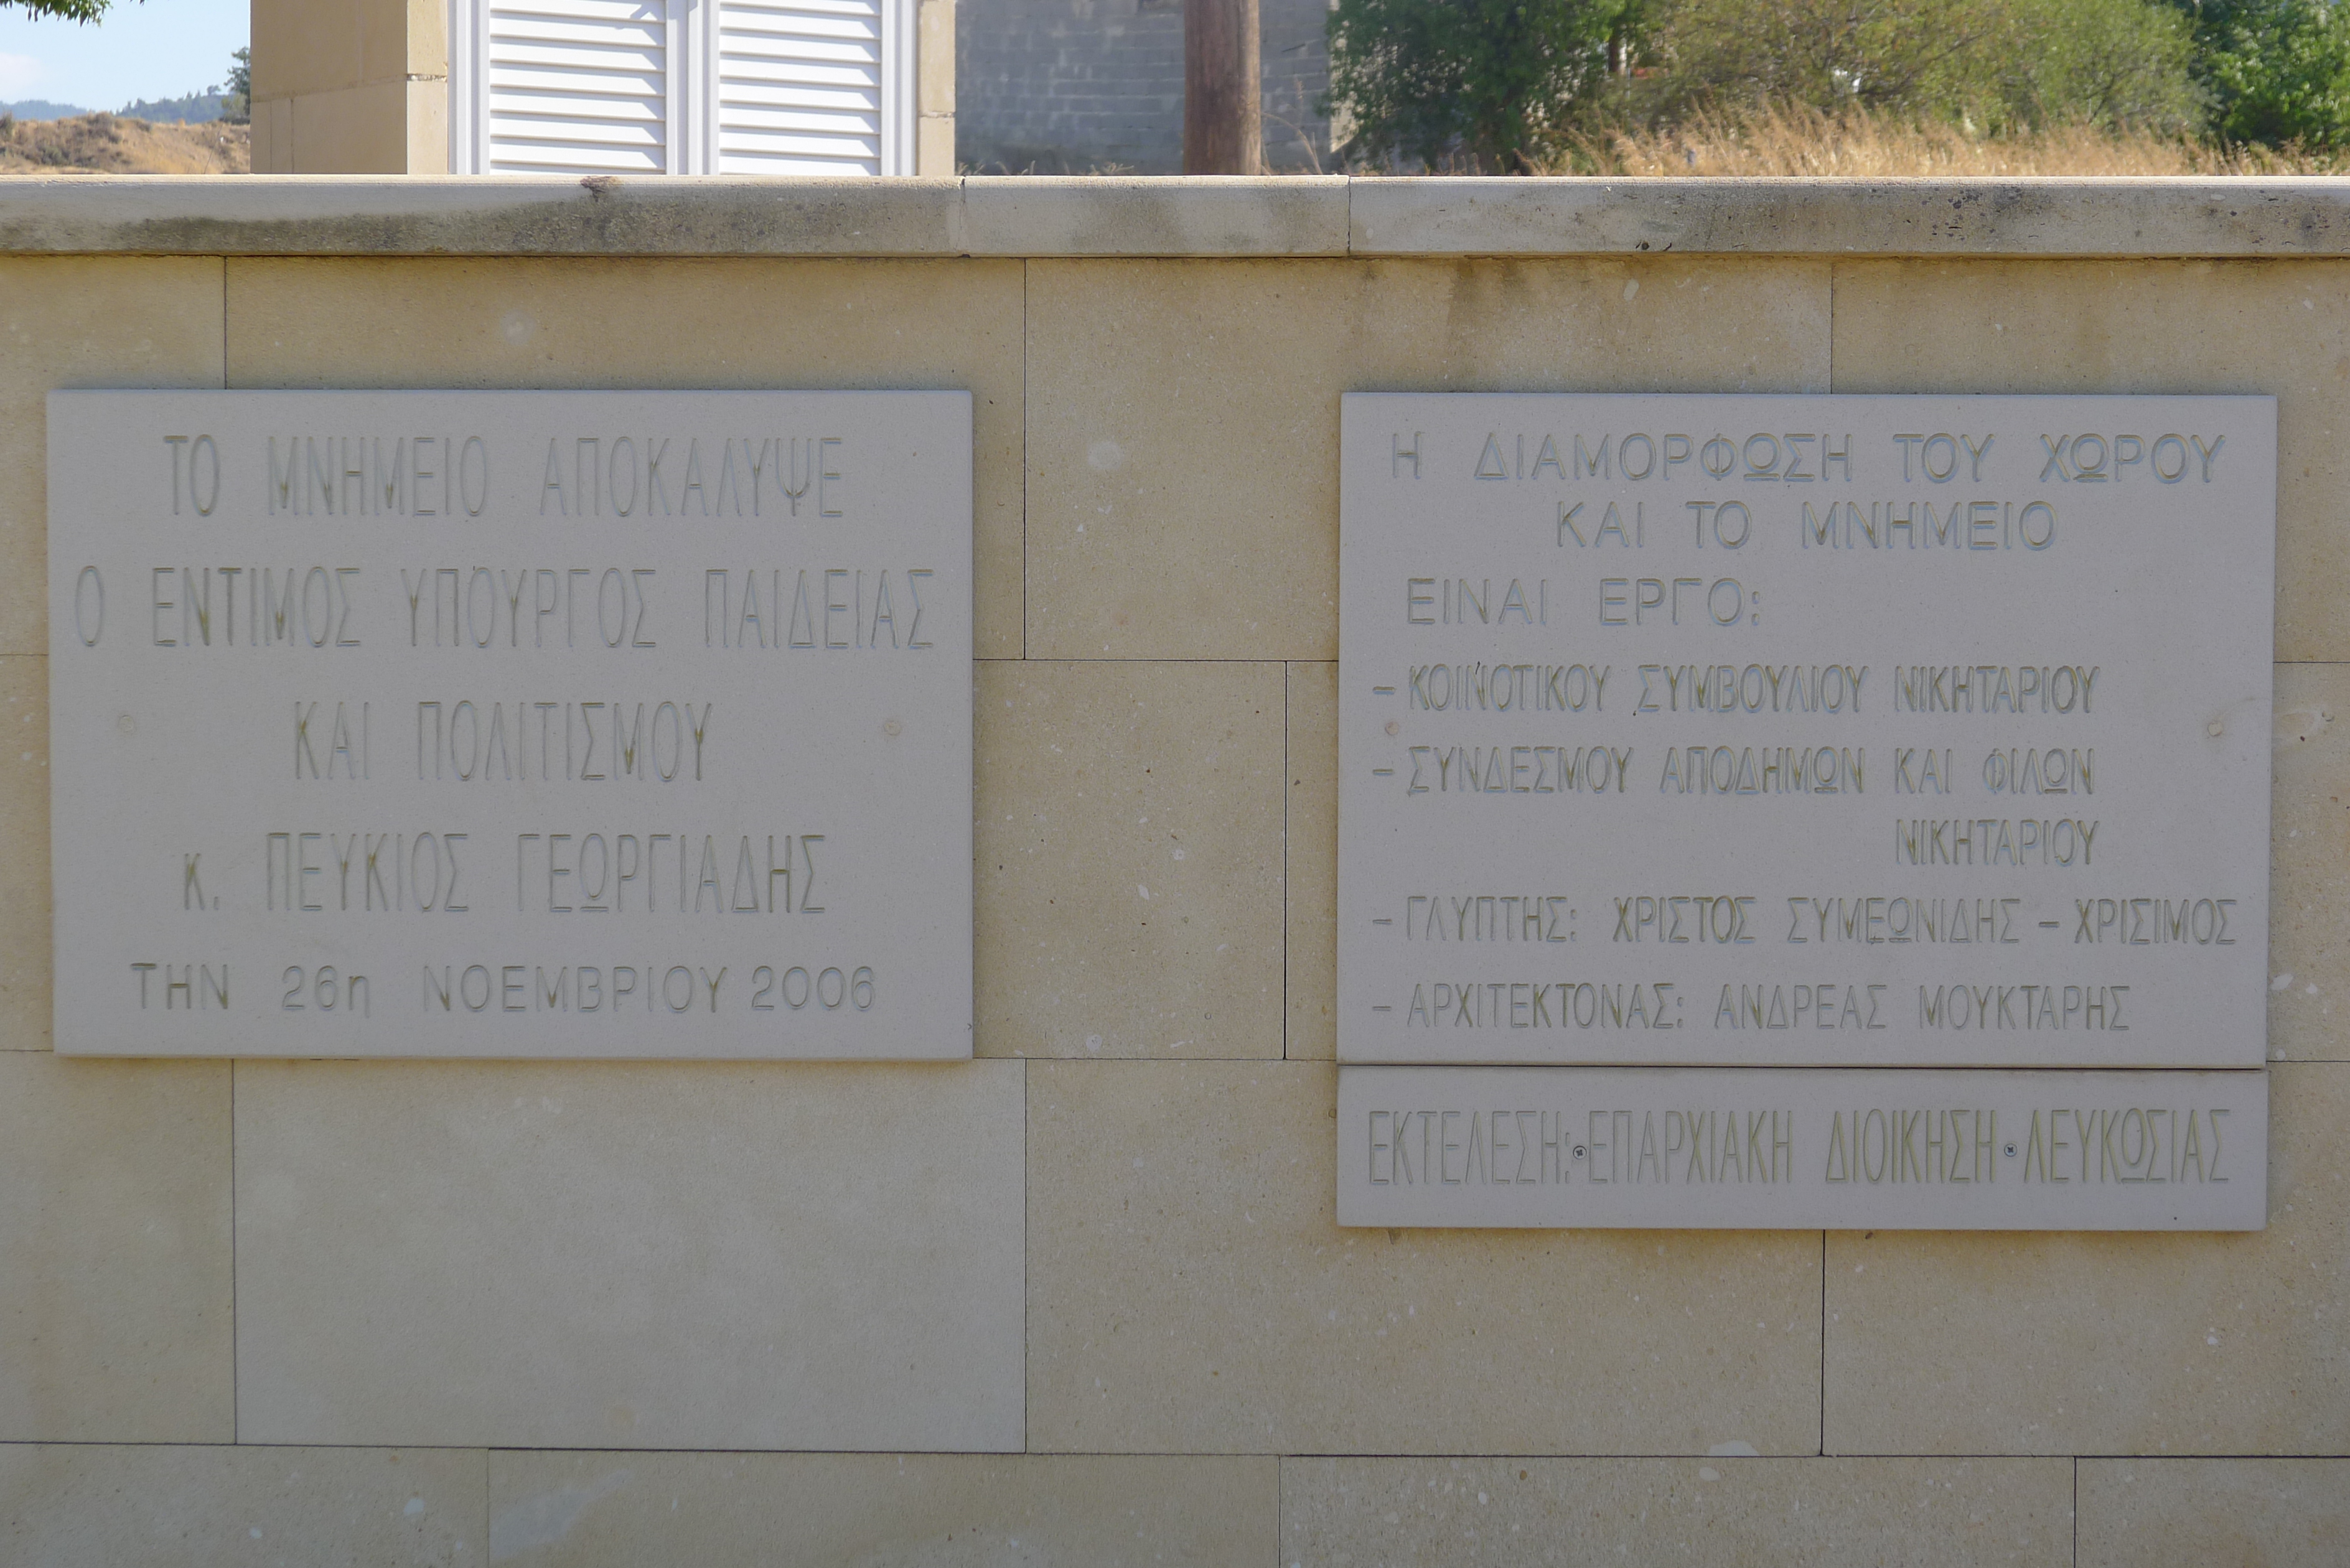 ΤΟ ΜΝΗΜΕΙΟ ΑΠΟΚΑΛΥΨΕ
Ο ΕΝΤΙΜΟΣ ΥΠΟΥΡΓΟΣ ΠΑΙΔΕΙΑΣ
ΚΑΙ ΠΟΛΙΤΙΣΜΟΥ
κ. ΠΕΥΚΙΟΣ ΓΕΩΡΓΙΑΔΗΣ
ΤΗΝ 26η ΝΟΕΜΒΡΙΟΥ 2006
Η ΔΙΑΜΟΡΦΩΣΗ ΤΟΥ ΧΩΡΟΥ
ΚΑΙ ΤΟ ΜΝΗΜΕΙΟ
ΕΙΝΑΙ ΕΡΓΟ:
- ΚΟΙΝΟΤΙΚΟΥ ΣΥΜΒΟΥΛΙΟΥ ΝΙΚΗΤΑΡΙΟΥ
- ΣΥΝΔΕΣΜΟΥ ΑΠΟΔΗΜΩΝ ΚΑΙ ΦΙΛΩΝ
ΝΙΚΗΤΑΡΙΟΥ
- ΓΛΥΠΤΗΣ: ΧΡΙΣΤΟΣ ΣΥΜΕΩΝΙΔΗΣ - ΧΡΙΣΙΜΟΣ
- ΑΡΧΙΤΕΚΤΟΝΑΣ: ΑΝΔΡΕΑΣ ΜΟΥΚΤΑΡΗΣ
ΕΚΤΕΛΕΣΗ: ΕΠΑΡΧΙΑΚΗ ΔΙΟΙΚΗΣΗ ΛΕΥΚΩΣΙΑΣ